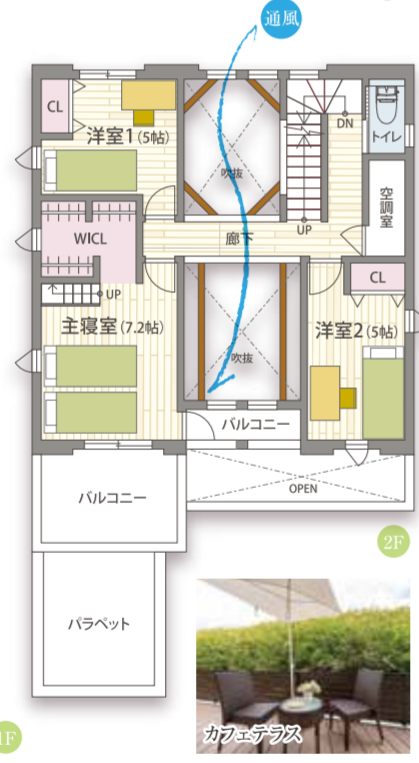 通風
CL
洋室1(5帖)
吹抜
DN
トイレ
空調室
WICL
廊下
UP
UP
CL
主寝室(7.2帖)
洋室2(5帖)
吹抜
バルコニー
バルコニー
OPEN
2F
パラペット
カフェテラス
1F